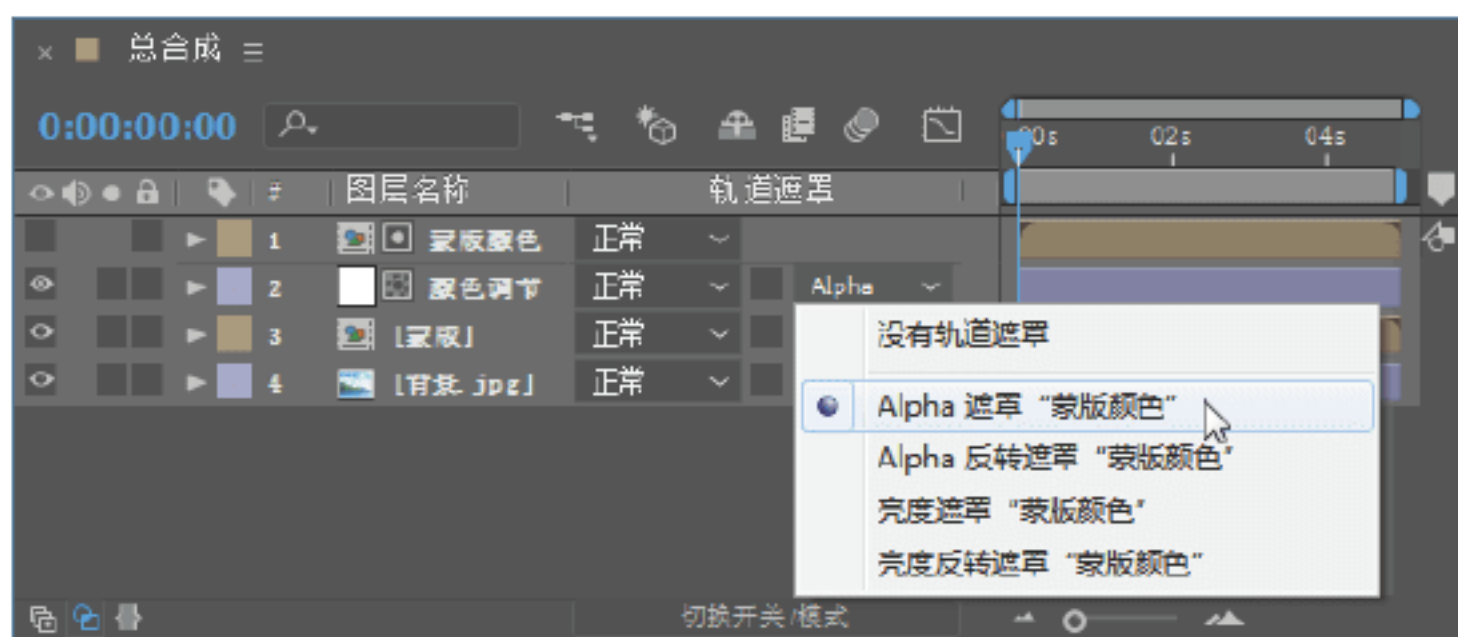 总合成
0:00:00:00
00s 02s 04s
# 图层名称 轨道遮罩
1 蒙版颜色 正常
2 颜色调节 正常 Alpha
3 [蒙版] 正常
4 [背景.jpg] 正常
没有轨道遮罩
Alpha 遮罩 “蒙版颜色”
Alpha 反转遮罩 “蒙版颜色”
亮度遮罩 “蒙版颜色”
亮度反转遮罩 “蒙版颜色”
切换开关/模式